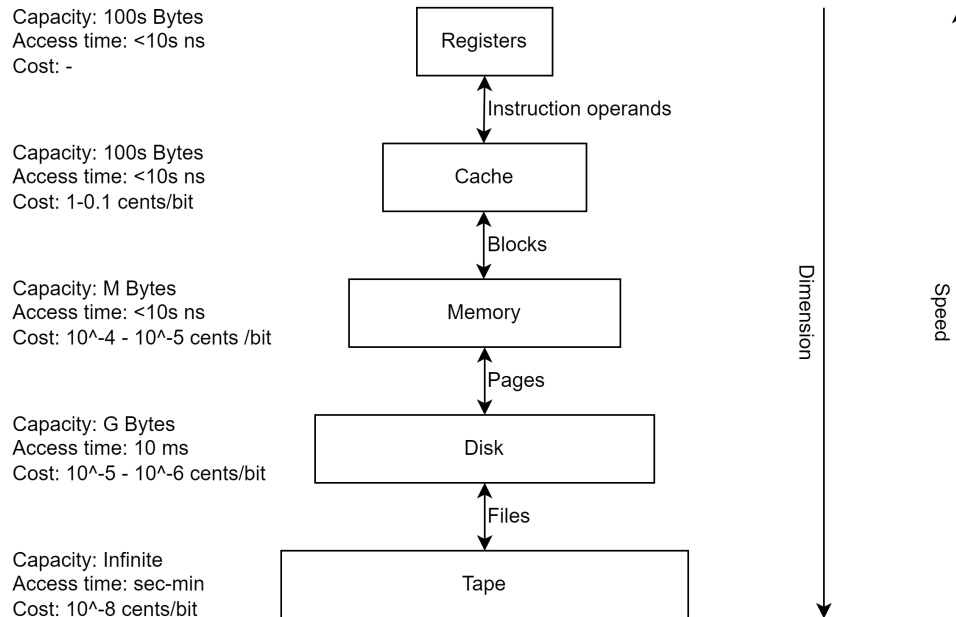 Capacity: 100s Bytes
Access time: <10s ns
Cost: -
Registers
Instruction operands
Capacity: 100s Bytes
Access time: <10s ns
Cost: 1-0.1 cents/bit
Cache
Blocks
Capacity: M Bytes
Access time: <10s ns
Cost: 10^-4 - 10^-5 cents /bit
Memory
Pages
Capacity: G Bytes
Access time: 10 ms
Cost: 10^-5 - 10^-6 cents/bit
Disk
Files
Capacity: Infinite
Access time: sec-min
Cost: 10^-8 cents/bit
Tape
Dimension
Speed